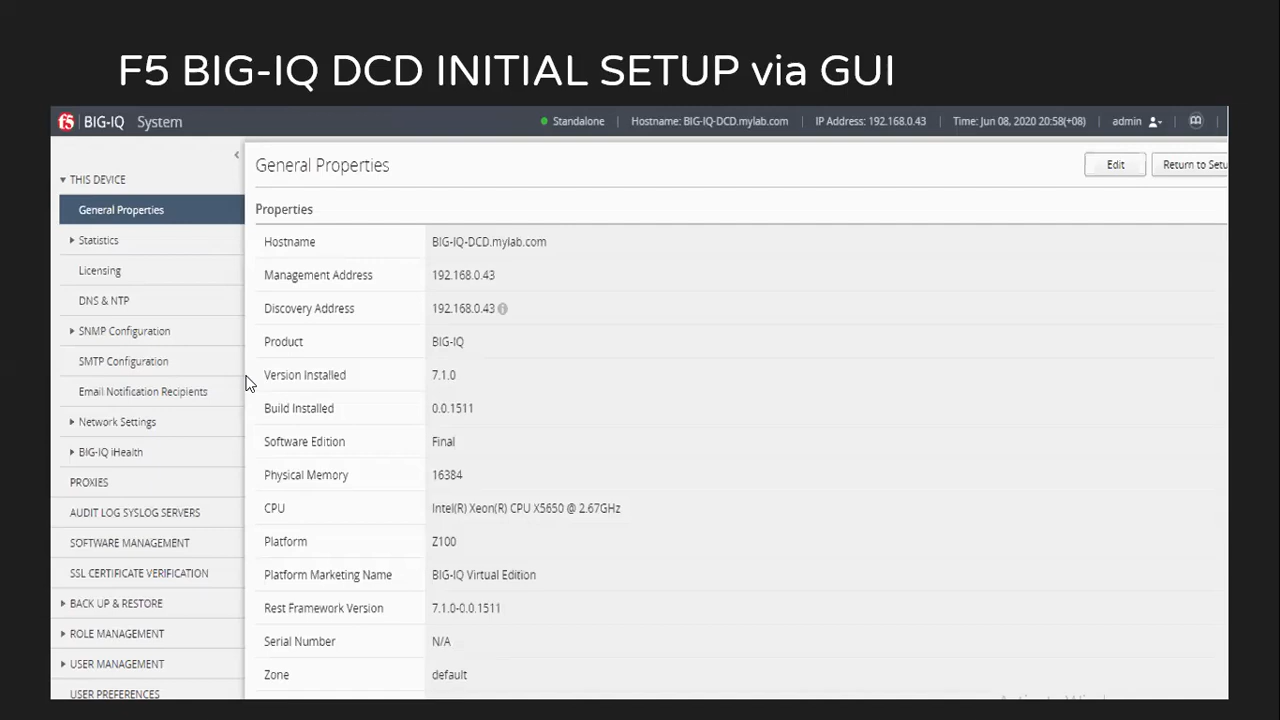 F5 BIG-IQ DCD INITIAL SETUP via GUI
f5 BIG-IQ System Standalone Hostname: BIG-IQ-DCD.mylab.com IP Address: 192.168.0.43 Time: Jun 08, 2020 20:58(+08) admin
THIS DEVICE
General Properties
Statistics
Licensing
DNS & NTP
SNMP Configuration
SMTP Configuration
Email Notification Recipients
Network Settings
BIG-IQ iHealth
PROXIES
AUDIT LOG SYSLOG SERVERS
SOFTWARE MANAGEMENT
SSL CERTIFICATE VERIFICATION
BACK UP & RESTORE
ROLE MANAGEMENT
USER MANAGEMENT
USER PREFERENCES
General Properties Edit Return to Setu
Properties
Hostname BIG-IQ-DCD.mylab.com
Management Address 192.168.0.43
Discovery Address 192.168.0.43
Product BIG-IQ
Version Installed 7.1.0
Build Installed 0.0.1511
Software Edition Final
Physical Memory 16384
CPU Intel(R) Xeon(R) CPU X5650 @ 2.67GHz
Platform Z100
Platform Marketing Name BIG-IQ Virtual Edition
Rest Framework Version 7.1.0-0.0.1511
Serial Number N/A
Zone default